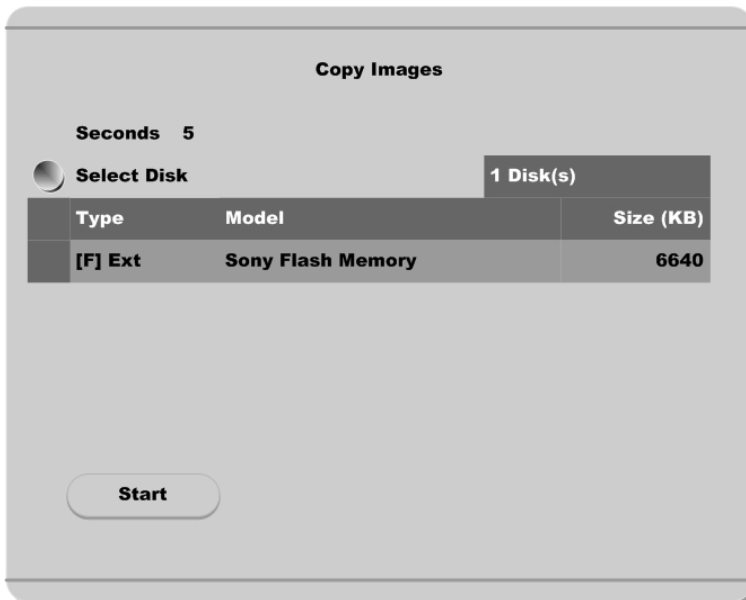 Copy Images
Seconds 5
Select Disk 1 Disk(s)
Type Model Size (KB)
[F] Ext Sony Flash Memory 6640
Start